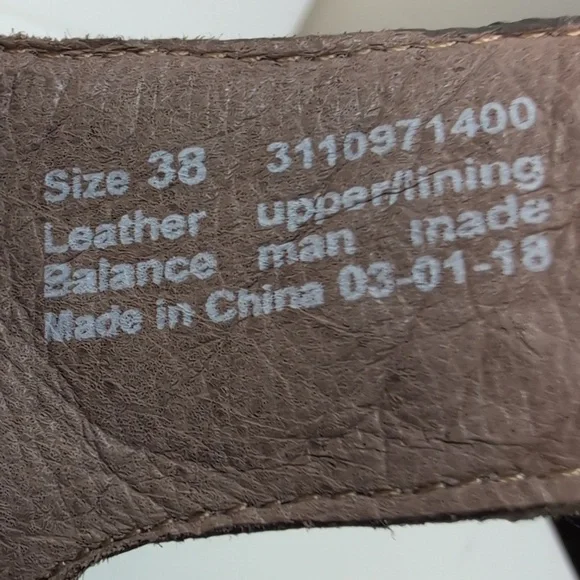 Size 38 3110971400
Leather upper/lining
Balance man made
Made in China 03-01-18